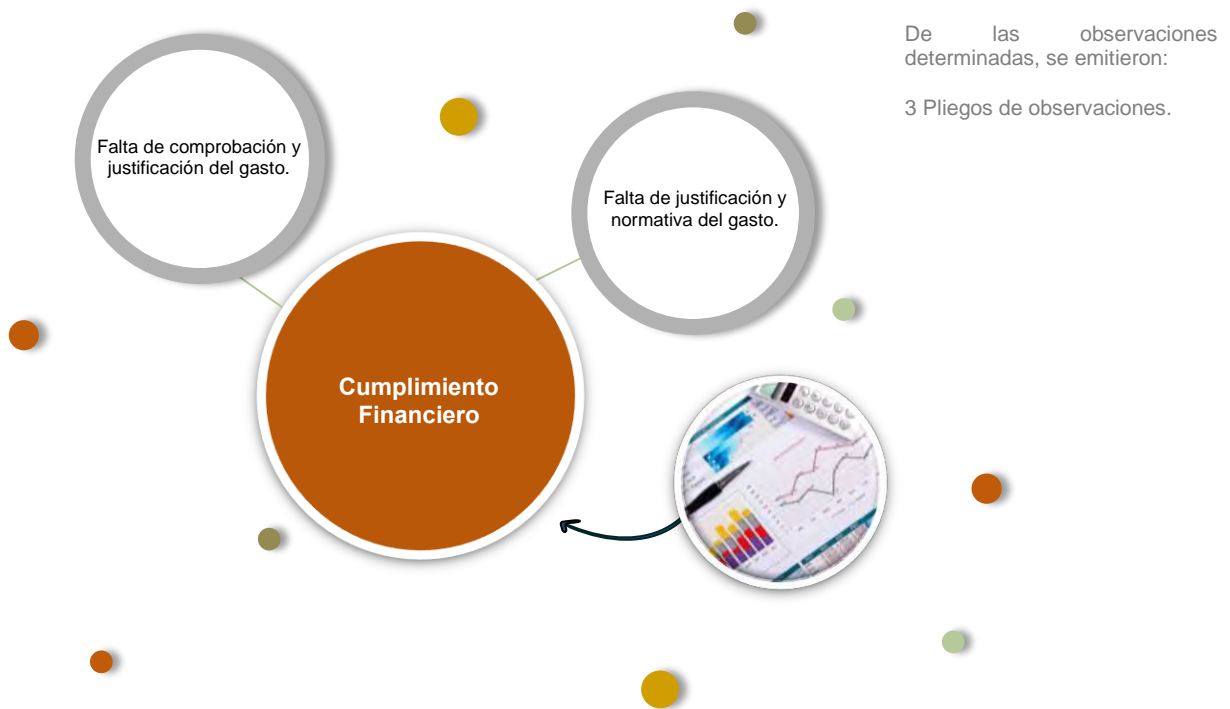 De las observaciones
determinadas, se emitieron:
3 Pliegos de observaciones.
Falta de comprobación y
justificación del gasto.
Falta de justificación y
normativa del gasto.
Cumplimiento
Financiero